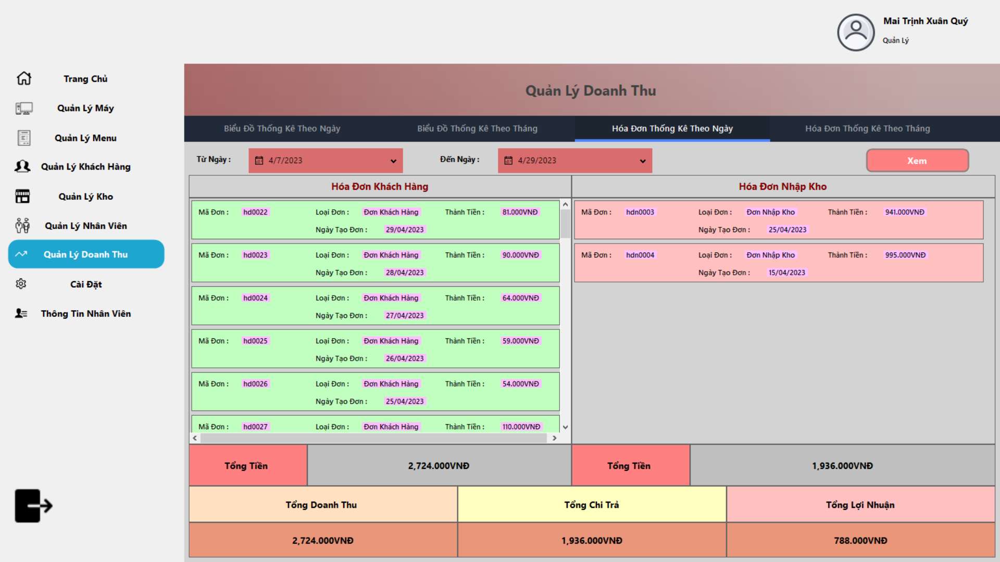 Mai Trịnh Xuân Quý
Quản Lý
Trang Chủ
Quản Lý Máy
Quản Lý Menu
Quản Lý Khách Hàng
Quản Lý Kho
Quản Lý Nhân Viên
Quản Lý Doanh Thu
Cài Đặt
Thông Tin Nhân Viên
Quản Lý Doanh Thu
Biểu Đồ Thống Kê Theo Ngày Biểu Đồ Thống Kê Theo Tháng Hóa Đơn Thống Kê Theo Ngày Hóa Đơn Thống Kê Theo Tháng
Từ Ngày : 4/7/2023 Đến Ngày : 4/29/2023 Xem
Hóa Đơn Khách Hàng
Mã Đơn : hd0022 Loại Đơn : Đơn Khách Hàng Thành Tiền : 81.000VNĐ
Ngày Tạo Đơn : 29/04/2023
Mã Đơn : hd0023 Loại Đơn : Đơn Khách Hàng Thành Tiền : 90.000VNĐ
Ngày Tạo Đơn : 28/04/2023
Mã Đơn : hd0024 Loại Đơn : Đơn Khách Hàng Thành Tiền : 64.000VNĐ
Ngày Tạo Đơn : 27/04/2023
Mã Đơn : hd0025 Loại Đơn : Đơn Khách Hàng Thành Tiền : 59.000VNĐ
Ngày Tạo Đơn : 26/04/2023
Mã Đơn : hd0026 Loại Đơn : Đơn Khách Hàng Thành Tiền : 54.000VNĐ
Ngày Tạo Đơn : 25/04/2023
Mã Đơn : hd0027 Loại Đơn : Đơn Khách Hàng Thành Tiền : 110.000VNĐ
Tổng Tiền 2,724.000VNĐ
Hóa Đơn Nhập Kho
Mã Đơn : hdn0003 Loại Đơn : Đơn Nhập Kho Thành Tiền : 941.000VNĐ
Ngày Tạo Đơn : 25/04/2023
Mã Đơn : hdn0004 Loại Đơn : Đơn Nhập Kho Thành Tiền : 995.000VNĐ
Ngày Tạo Đơn : 15/04/2023
Tổng Tiền 1,936.000VNĐ
Tổng Doanh Thu Tổng Chi Trả Tổng Lợi Nhuận
2,724.000VNĐ 1,936.000VNĐ 788.000VNĐ